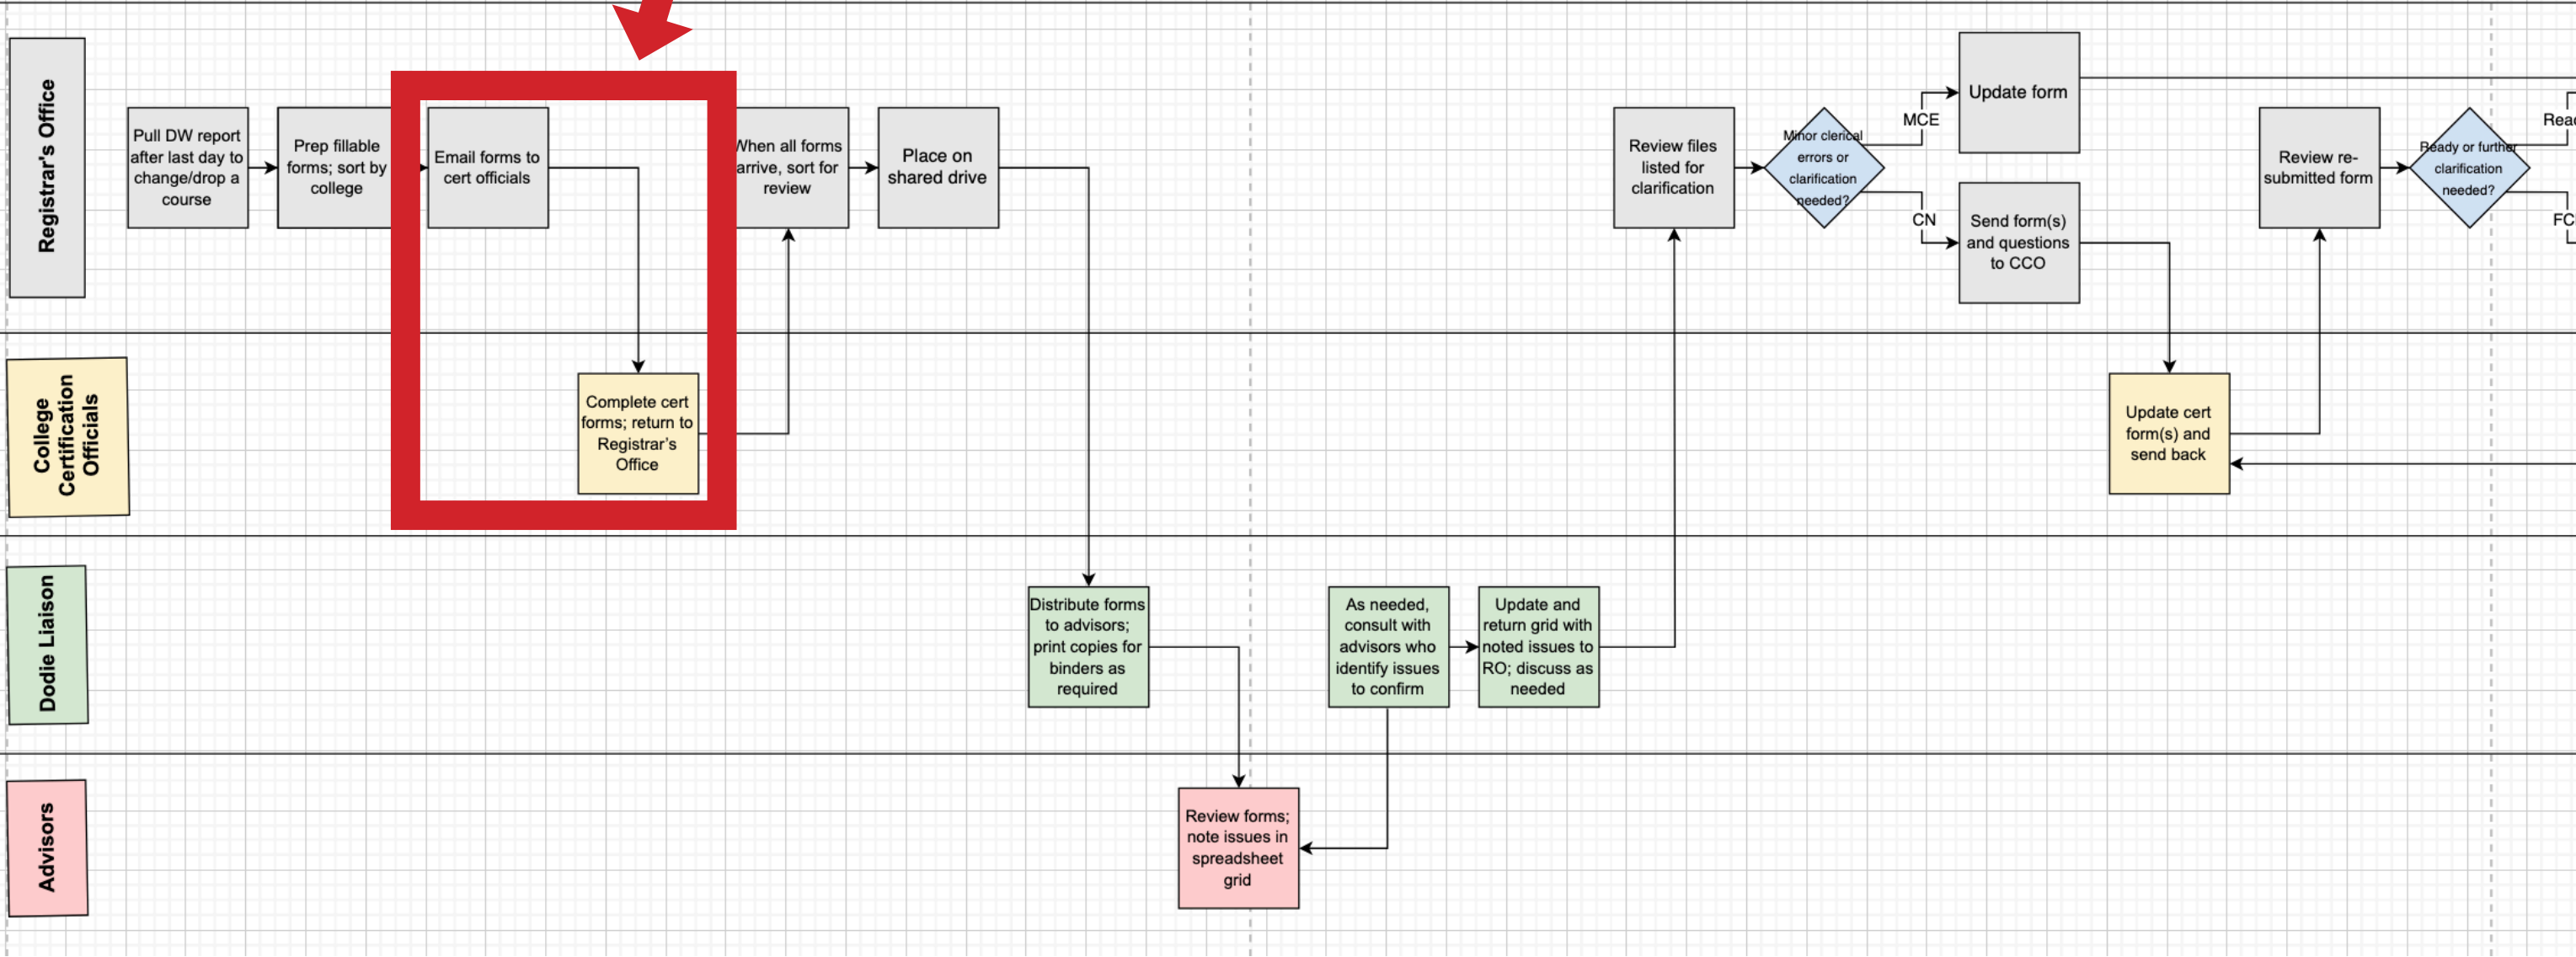 Registrar's Office
Pull DW report
after last day to
change/drop a
course
Prep fillable
forms; sort by
college
Email forms to
cert officials
When all forms
arrive, sort for
review
Place on
shared drive
Review files
listed for
clarification
Minor clerical
errors or
clarification
needed?
MCE
CN
Update form
Send form(s)
and questions
to CCO
Review re-
submitted form
Ready or further
clarification
needed?
College
Certification
Officials
Complete cert
forms; return to
Registrar's
Office
Update cert
form(s) and
send back
Dodie Liaison
Distribute forms
to advisors;
print copies for
binders as
required
As needed,
consult with
advisors who
identify issues
to confirm
Update and
return grid with
noted issues to
RO; discuss as
needed
Advisors
Review forms;
note issues in
spreadsheet
grid